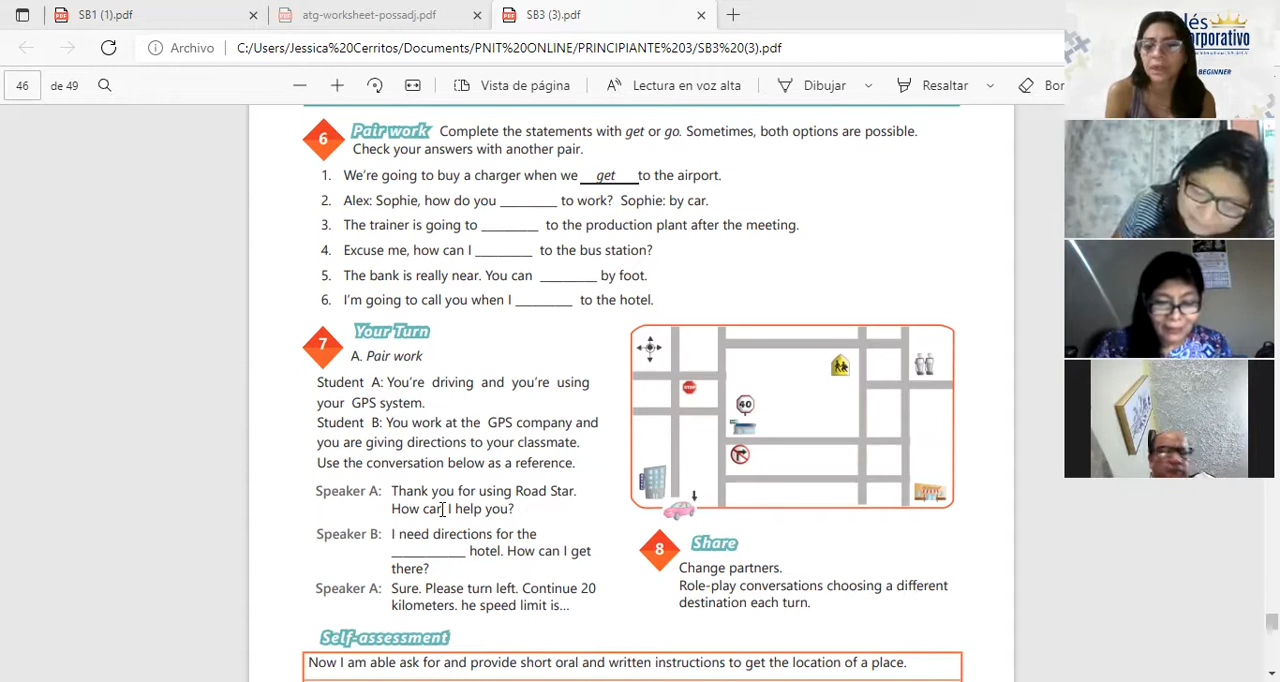 SB1 (1).pdf
atg-worksheet-possadj.pdf
SB3 (3).pdf
Archivo
C:/Users/Jessica%20Cerritos/Documents/PNIT%20ONLINE/PRINCIPIANTE%203/SB3%20(3).pdf
46 de 49
Vista de página
Lectura en voz alta
Dibujar
Resaltar
Bor
lés
corporativo
BEGINNER
6 Pair work Complete the statements with get or go. Sometimes, both options are possible.
Check your answers with another pair.
1. We're going to buy a charger when we __get__ to the airport.
2. Alex: Sophie, how do you ________ to work? Sophie: by car.
3. The trainer is going to ________ to the production plant after the meeting.
4. Excuse me, how can I ________ to the bus station?
5. The bank is really near. You can ________ by foot.
6. I'm going to call you when I ________ to the hotel.
7 Your Turn
A. Pair work
Student A: You're driving and you're using
your GPS system.
Student B: You work at the GPS company and
you are giving directions to your classmate.
Use the conversation below as a reference.
Speaker A: Thank you for using Road Star.
How can I help you?
Speaker B: I need directions for the
___________ hotel. How can I get
there?
Speaker A: Sure. Please turn left. Continue 20
kilometers. he speed limit is...
STOP
40
8 Share
Change partners.
Role-play conversations choosing a different
destination each turn.
Self-assessment
Now I am able ask for and provide short oral and written instructions to get the location of a place.